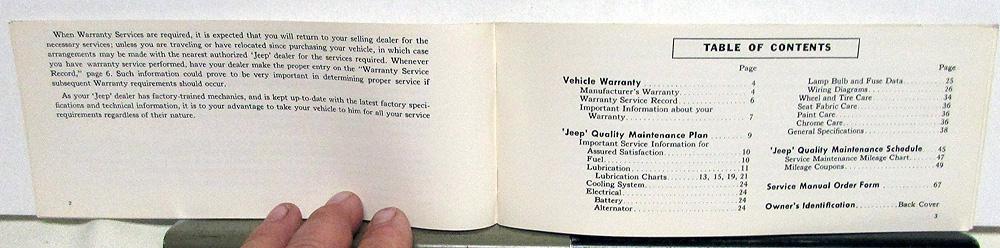 When Warranty Services are required, it is expected that you will return to your selling dealer for the
necessary services; unless you are traveling or have relocated since purchasing your vehicle, in which case
arrangements may be made with the nearest authorized 'Jeep' dealer for the services required. Whenever
you have warranty service performed, have your dealer make the proper entry on the "Warranty Service
Record," page 6. Such information could prove to be very important in determining proper service if
subsequent Warranty requirements should occur.
As your 'Jeep' dealer has factory-trained mechanics, and is kept up-to-date with the latest factory speci-
fications and technical information, it is to your advantage to take your vehicle to him for all your service
requirements regardless of their nature.
2
TABLE OF CONTENTS
Page
Vehicle Warranty 4
Manufacturer's Warranty 4
Warranty Service Record 6
Important Information about your
Warranty 7
'Jeep' Quality Maintenance Plan 9
Important Service Information for
Assured Satisfaction 10
Fuel 10
Lubrication 11
Lubrication Charts 13, 15, 19, 21
Cooling System 24
Electrical 24
Battery 24
Alternator 24
Page
Lamp Bulb and Fuse Data 25
Wiring Diagrams 26
Wheel and Tire Care 34
Seat Fabric Care 36
Paint Care 36
Chrome Care 36
General Specifications 38
'Jeep' Quality Maintenance Schedule 45
Service Maintenance Mileage Chart 47
Mileage Coupons 49
Service Manual Order Form 67
Owner's Identification Back Cover
3